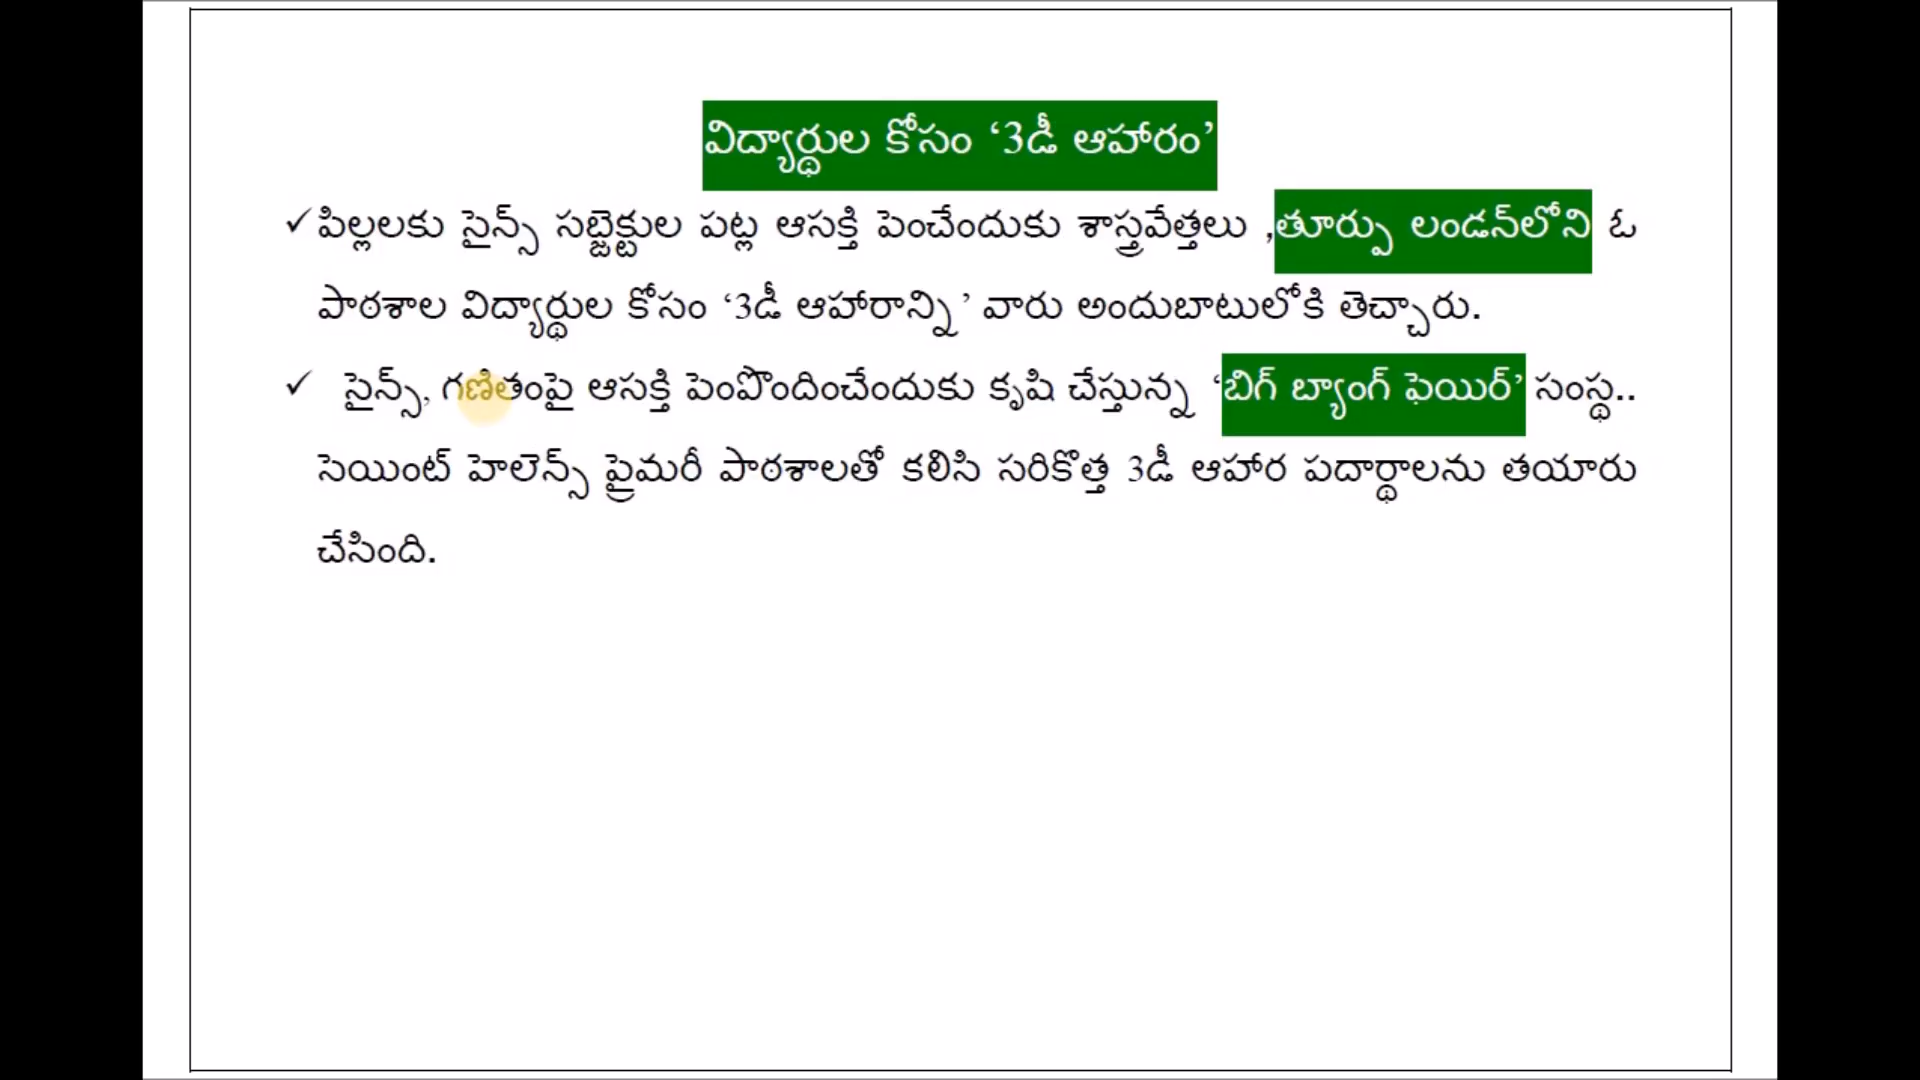 విద్యార్థుల కోసం ‘3డీ ఆహారం’
✓పిల్లలకు సైన్స్ సబ్జెక్టుల పట్ల ఆసక్తి పెంచేందుకు శాస్త్రవేత్తలు ,తూర్పు లండన్‌లోని ఓ
పాఠశాల విద్యార్థుల కోసం ‘3డీ ఆహారాన్ని’ వారు అందుబాటులోకి తెచ్చారు.
✓ సైన్స్, గణితంపై ఆసక్తి పెంపొందించేందుకు కృషి చేస్తున్న ‘బిగ్ బ్యాంగ్ ఫెయిర్’ సంస్థ..
సెయింట్ హెలెన్స్ ప్రైమరీ పాఠశాలతో కలిసి సరికొత్త 3డీ ఆహార పదార్థాలను తయారు
చేసింది.